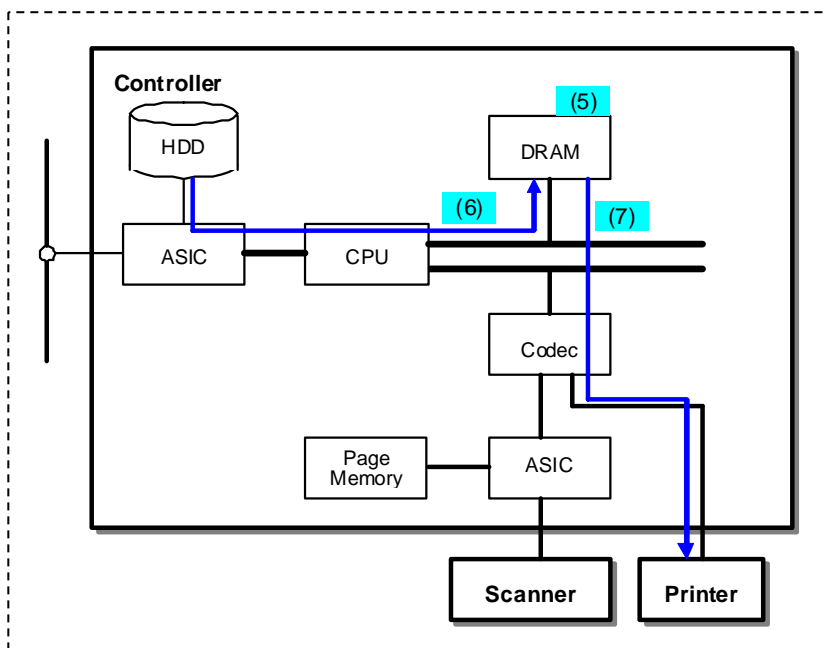 Controller
HDD
(5)
DRAM
(6)
(7)
ASIC
CPU
Codec
Page
Memory
ASIC
Scanner
Printer